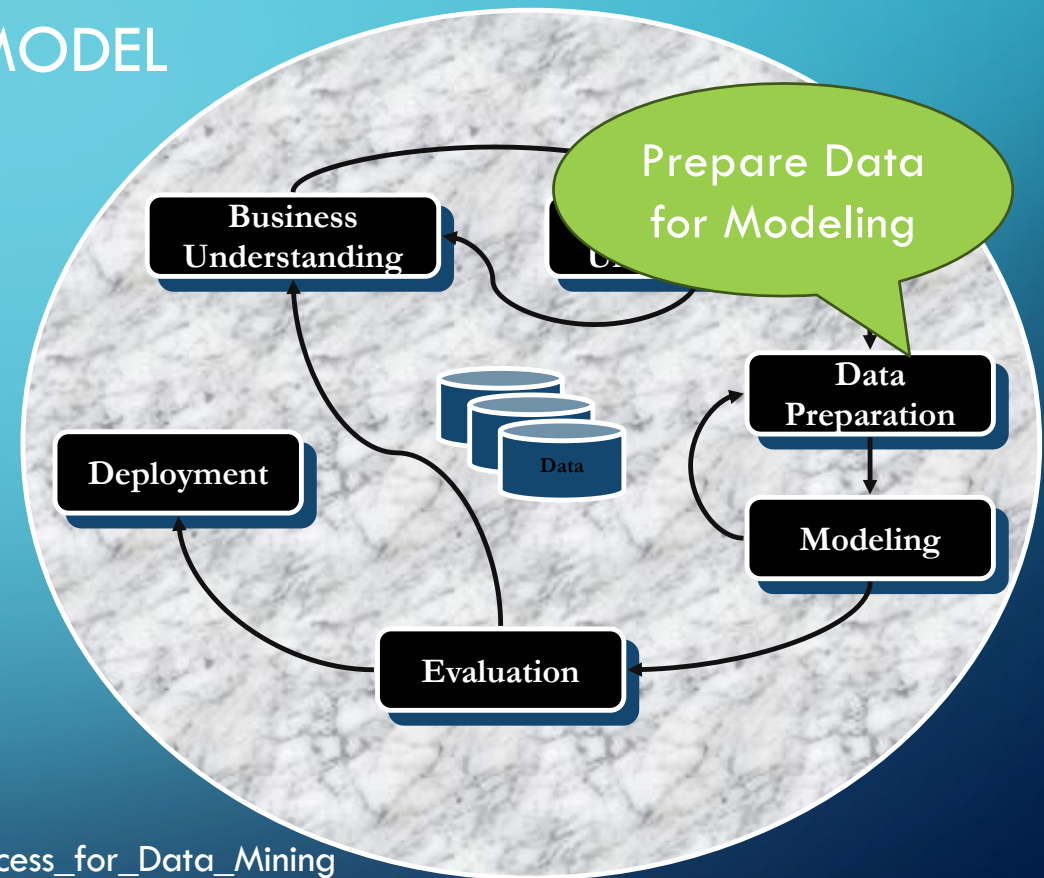 MODEL
Prepare Data
for Modeling
Business
Understanding
Data
Preparation
Data
Deployment
Modeling
Evaluation
cess_for_Data_Mining